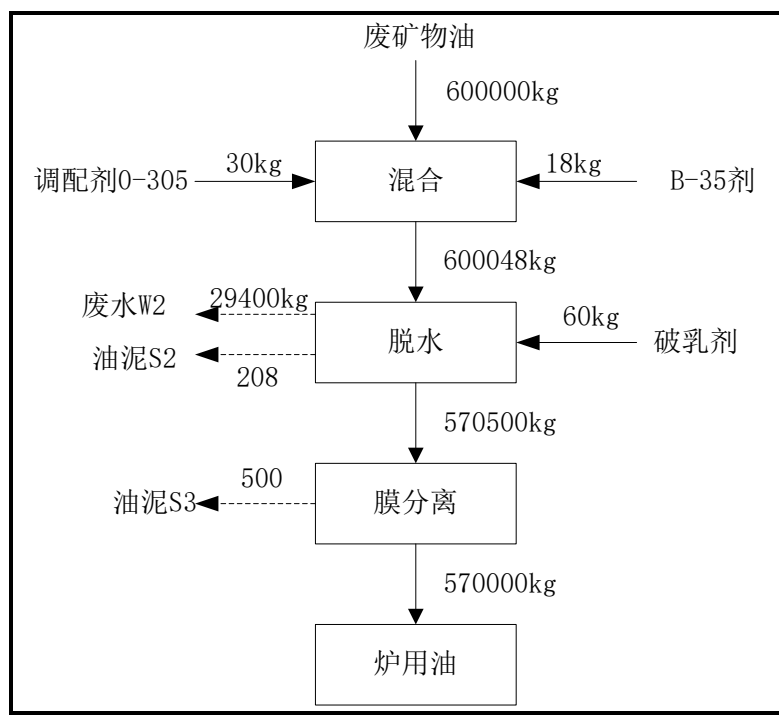 废矿物油
600000kg
调配剂0-305
30kg
混合
18kg
B-35剂
600048kg
废水W2
29400kg
脱水
60kg
破乳剂
油泥S2
208
570500kg
油泥S3
500
膜分离
570000kg
炉用油